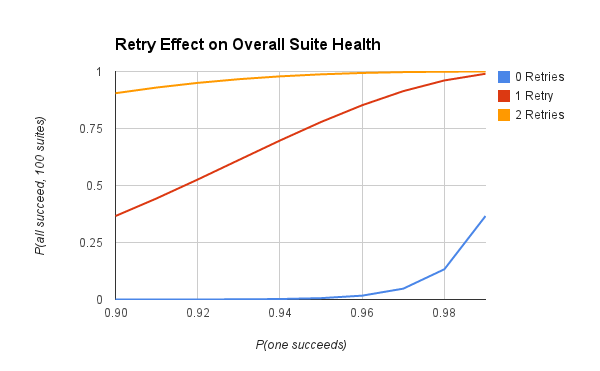 Retry Effect on Overall Suite Health
P(all succeed, 100 suites)
1
0.75
0.5
0.25
0
0.90
0.92
0.94
0.96
0.98
P(one succeeds)
0 Retries
1 Retry
2 Retries